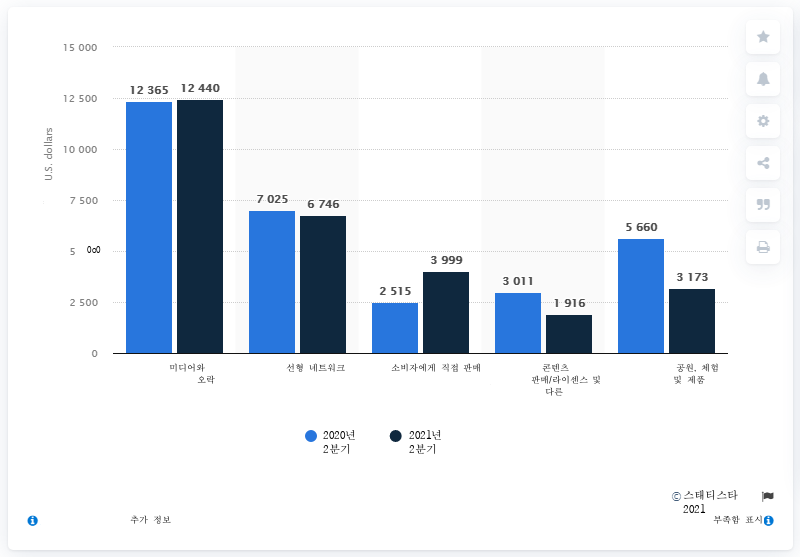 15 000
12 500
10 000
7 500
5 000
2 500
0
U.S. dollars
12 365
12 440
7 025
6 746
2 515
3 999
3 011
1 916
5 660
3 173
미디어와
오락
선형 네트워크
소비자에게 직접 판매
콘텐츠
판매/라이센스 및
다른
공원, 체험
및 제품
2020년
2분기
2021년
2분기
© 스태티스타
2021
추가 정보
부족함 표시